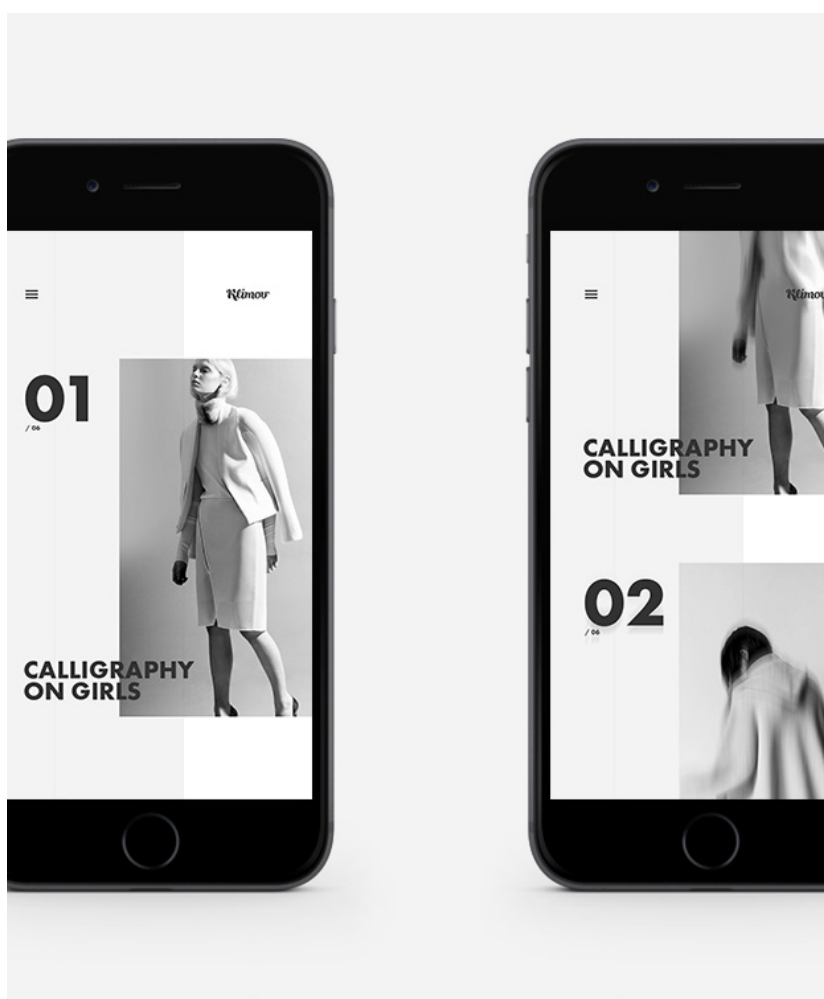 Klimov
01
/ 06
CALLIGRAPHY
ON GIRLS
Klimov
CALLIGRAPHY
ON GIRLS
02
/ 06